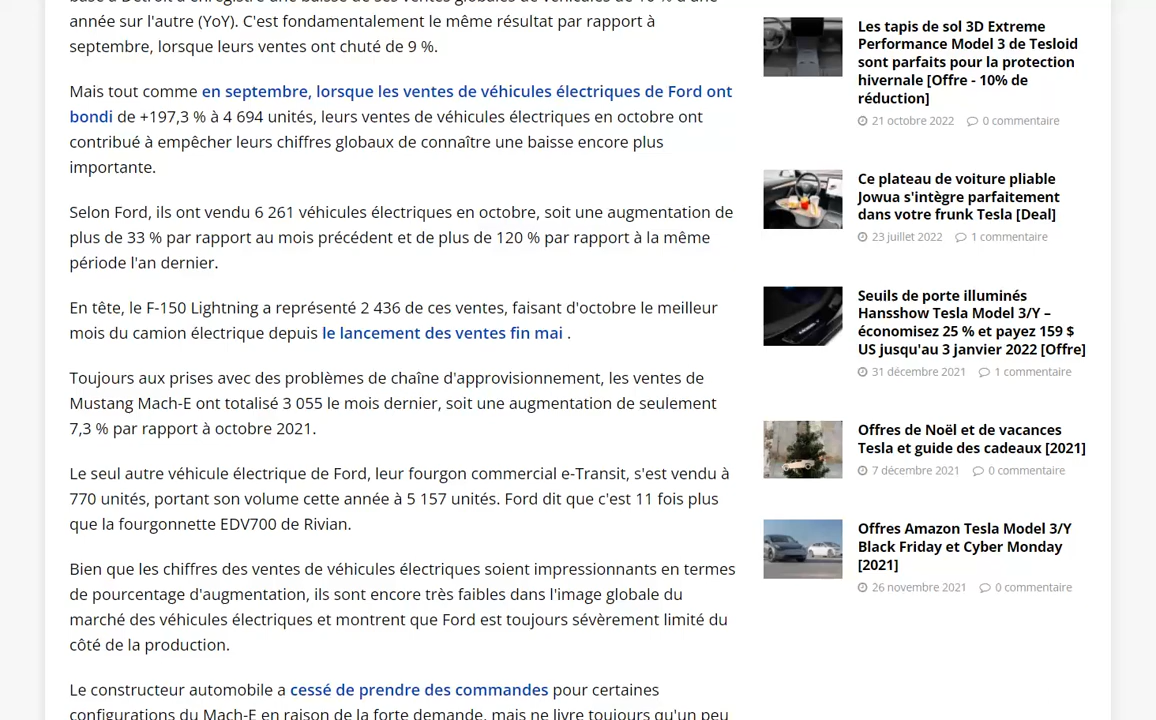 année sur l'autre (YoY). C'est fondamentalement le même résultat par rapport à
septembre, lorsque leurs ventes ont chuté de 9 %.
Mais tout comme en septembre, lorsque les ventes de véhicules électriques de Ford ont
bondi de +197,3 % à 4 694 unités, leurs ventes de véhicules électriques en octobre ont
contribué à empêcher leurs chiffres globaux de connaître une baisse encore plus
importante.
Selon Ford, ils ont vendu 6 261 véhicules électriques en octobre, soit une augmentation de
plus de 33 % par rapport au mois précédent et de plus de 120 % par rapport à la même
période l'an dernier.
En tête, le F-150 Lightning a représenté 2 436 de ces ventes, faisant d'octobre le meilleur
mois du camion électrique depuis le lancement des ventes fin mai .
Toujours aux prises avec des problèmes de chaîne d'approvisionnement, les ventes de
Mustang Mach-E ont totalisé 3 055 le mois dernier, soit une augmentation de seulement
7,3 % par rapport à octobre 2021.
Le seul autre véhicule électrique de Ford, leur fourgon commercial e-Transit, s'est vendu à
770 unités, portant son volume cette année à 5 157 unités. Ford dit que c'est 11 fois plus
que la fourgonnette EDV700 de Rivian.
Bien que les chiffres des ventes de véhicules électriques soient impressionnants en termes
de pourcentage d'augmentation, ils sont encore très faibles dans l'image globale du
marché des véhicules électriques et montrent que Ford est toujours sévèrement limité du
côté de la production.
Le constructeur automobile a cessé de prendre des commandes pour certaines
configurations du Mach-E en raison de la forte demande, mais ne livre toujours qu'un peu
Les tapis de sol 3D Extreme
Performance Model 3 de Tesloid
sont parfaits pour la protection
hivernale [Offre - 10% de
réduction]
21 octobre 2022 0 commentaire
Ce plateau de voiture pliable
Jowua s'intègre parfaitement
dans votre frunk Tesla [Deal]
23 juillet 2022 1 commentaire
Seuils de porte illuminés
Hansshow Tesla Model 3/Y –
économisez 25 % et payez 159 $
US jusqu'au 3 janvier 2022 [Offre]
31 décembre 2021 1 commentaire
Offres de Noël et de vacances
Tesla et guide des cadeaux [2021]
7 décembre 2021 0 commentaire
Offres Amazon Tesla Model 3/Y
Black Friday et Cyber Monday
[2021]
26 novembre 2021 0 commentaire